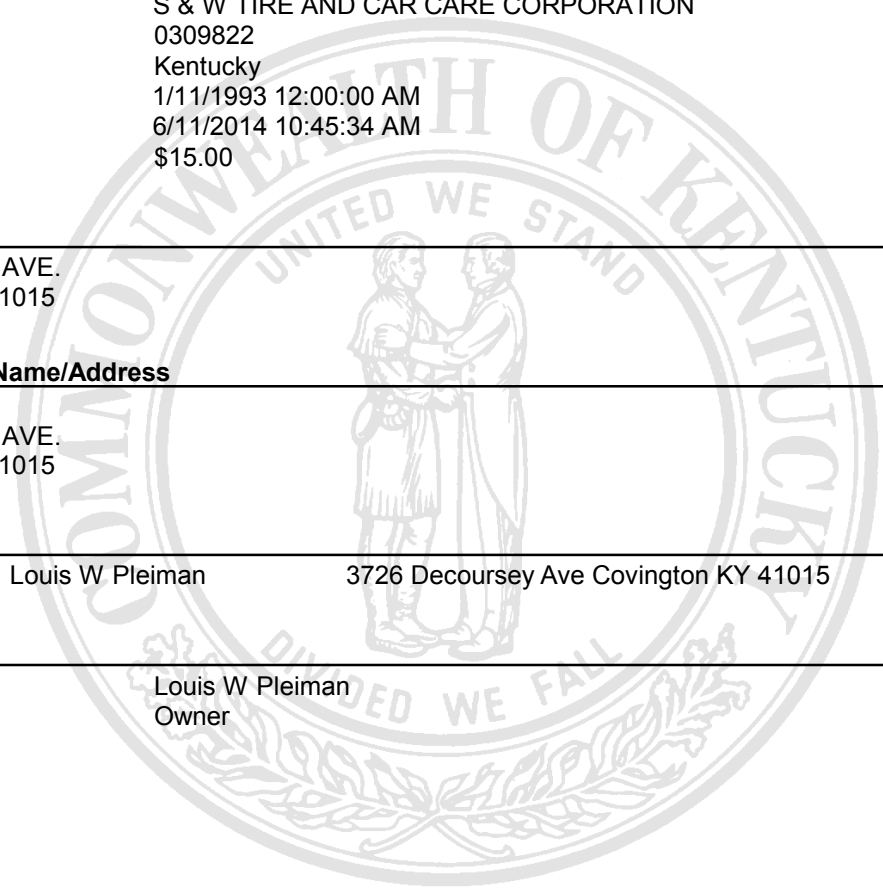 S & W TIRE AND CAR CARE CORPORATION
0309822
Kentucky
1/11/1993 12:00:00 AM
6/11/2014 10:45:34 AM
$15.00
AVE.
1015
Name/Address
AVE.
1015
Louis W Pleiman 3726 Decoursey Ave Covington KY 41015
Louis W Pleiman
Owner
COMMONWEALTH OF KENTUCKY
UNITED WE STAND
DIVIDED WE FALL